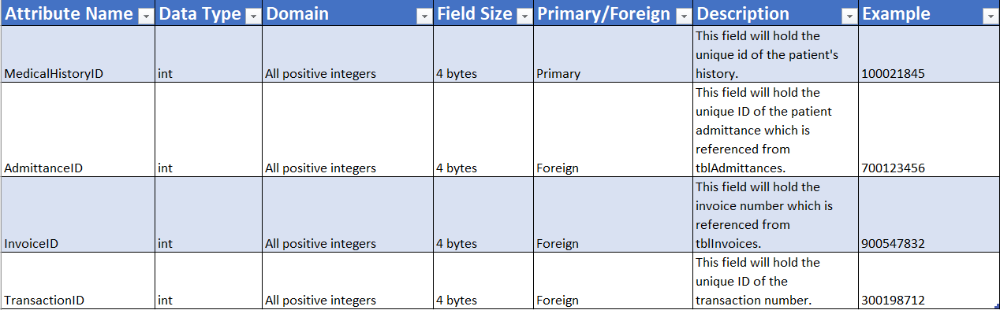 Attribute Name Data Type Domain Field Size Primary/Foreign Description Example
This field will hold the
unique id of the patient's
MedicalHistoryID int All positive integers 4 bytes Primary history. 100021845
This field will hold the
unique ID of the patient
admittance which is
referenced from
AdmittanceID int All positive integers 4 bytes Foreign tblAdmittances. 700123456
This field will hold the
invoice number which is
referenced from
InvoiceID int All positive integers 4 bytes Foreign tblInvoices. 900547832
This field will hold the
unique ID of the
TransactionID int All positive integers 4 bytes Foreign transaction number. 300198712